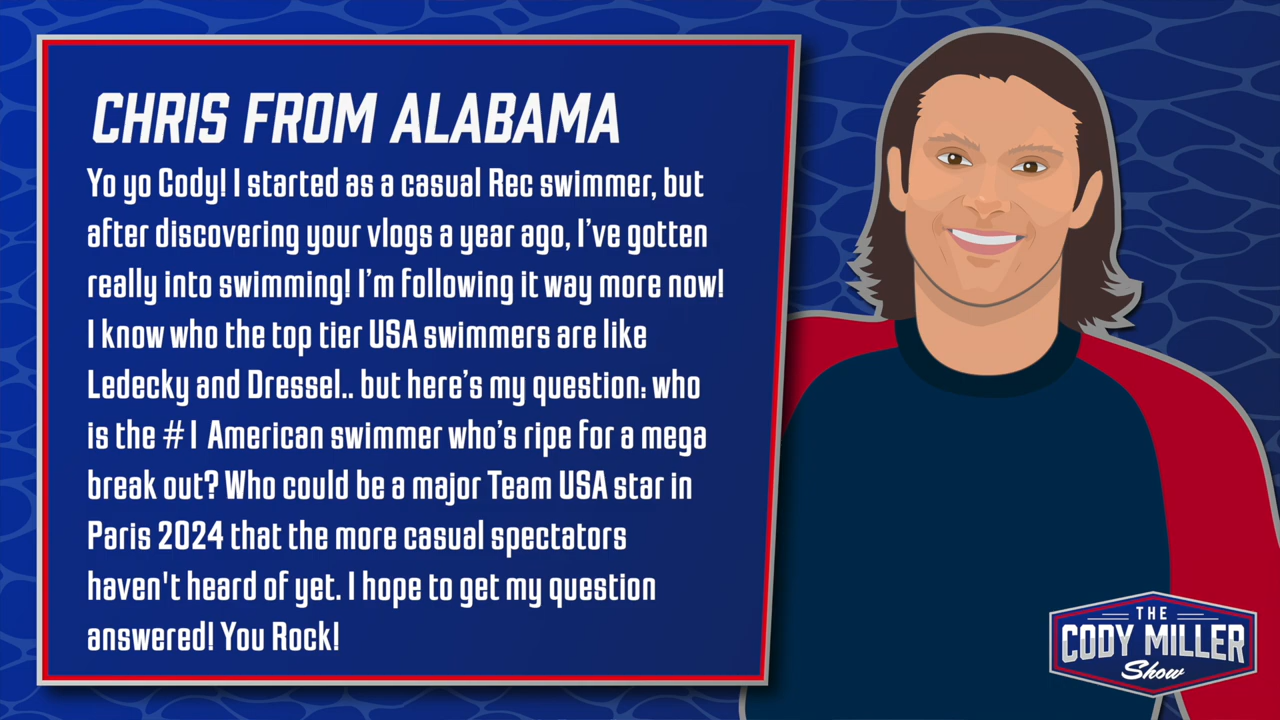 CHRIS FROM ALABAMA
Yo yo Cody! I started as a casual Rec swimmer, but
after discovering your vlogs a year ago, I've gotten
really into swimming! I'm following it way more now!
I know who the top tier USA swimmers are like
Ledecky and Dressel.. but here's my question: who
is the #1 American swimmer who's ripe for a mega
break out? Who could be a major Team USA star in
Paris 2024 that the more casual spectators
haven't heard of yet. I hope to get my question
answered! You Rock!
THE
CODY MILLER
Show